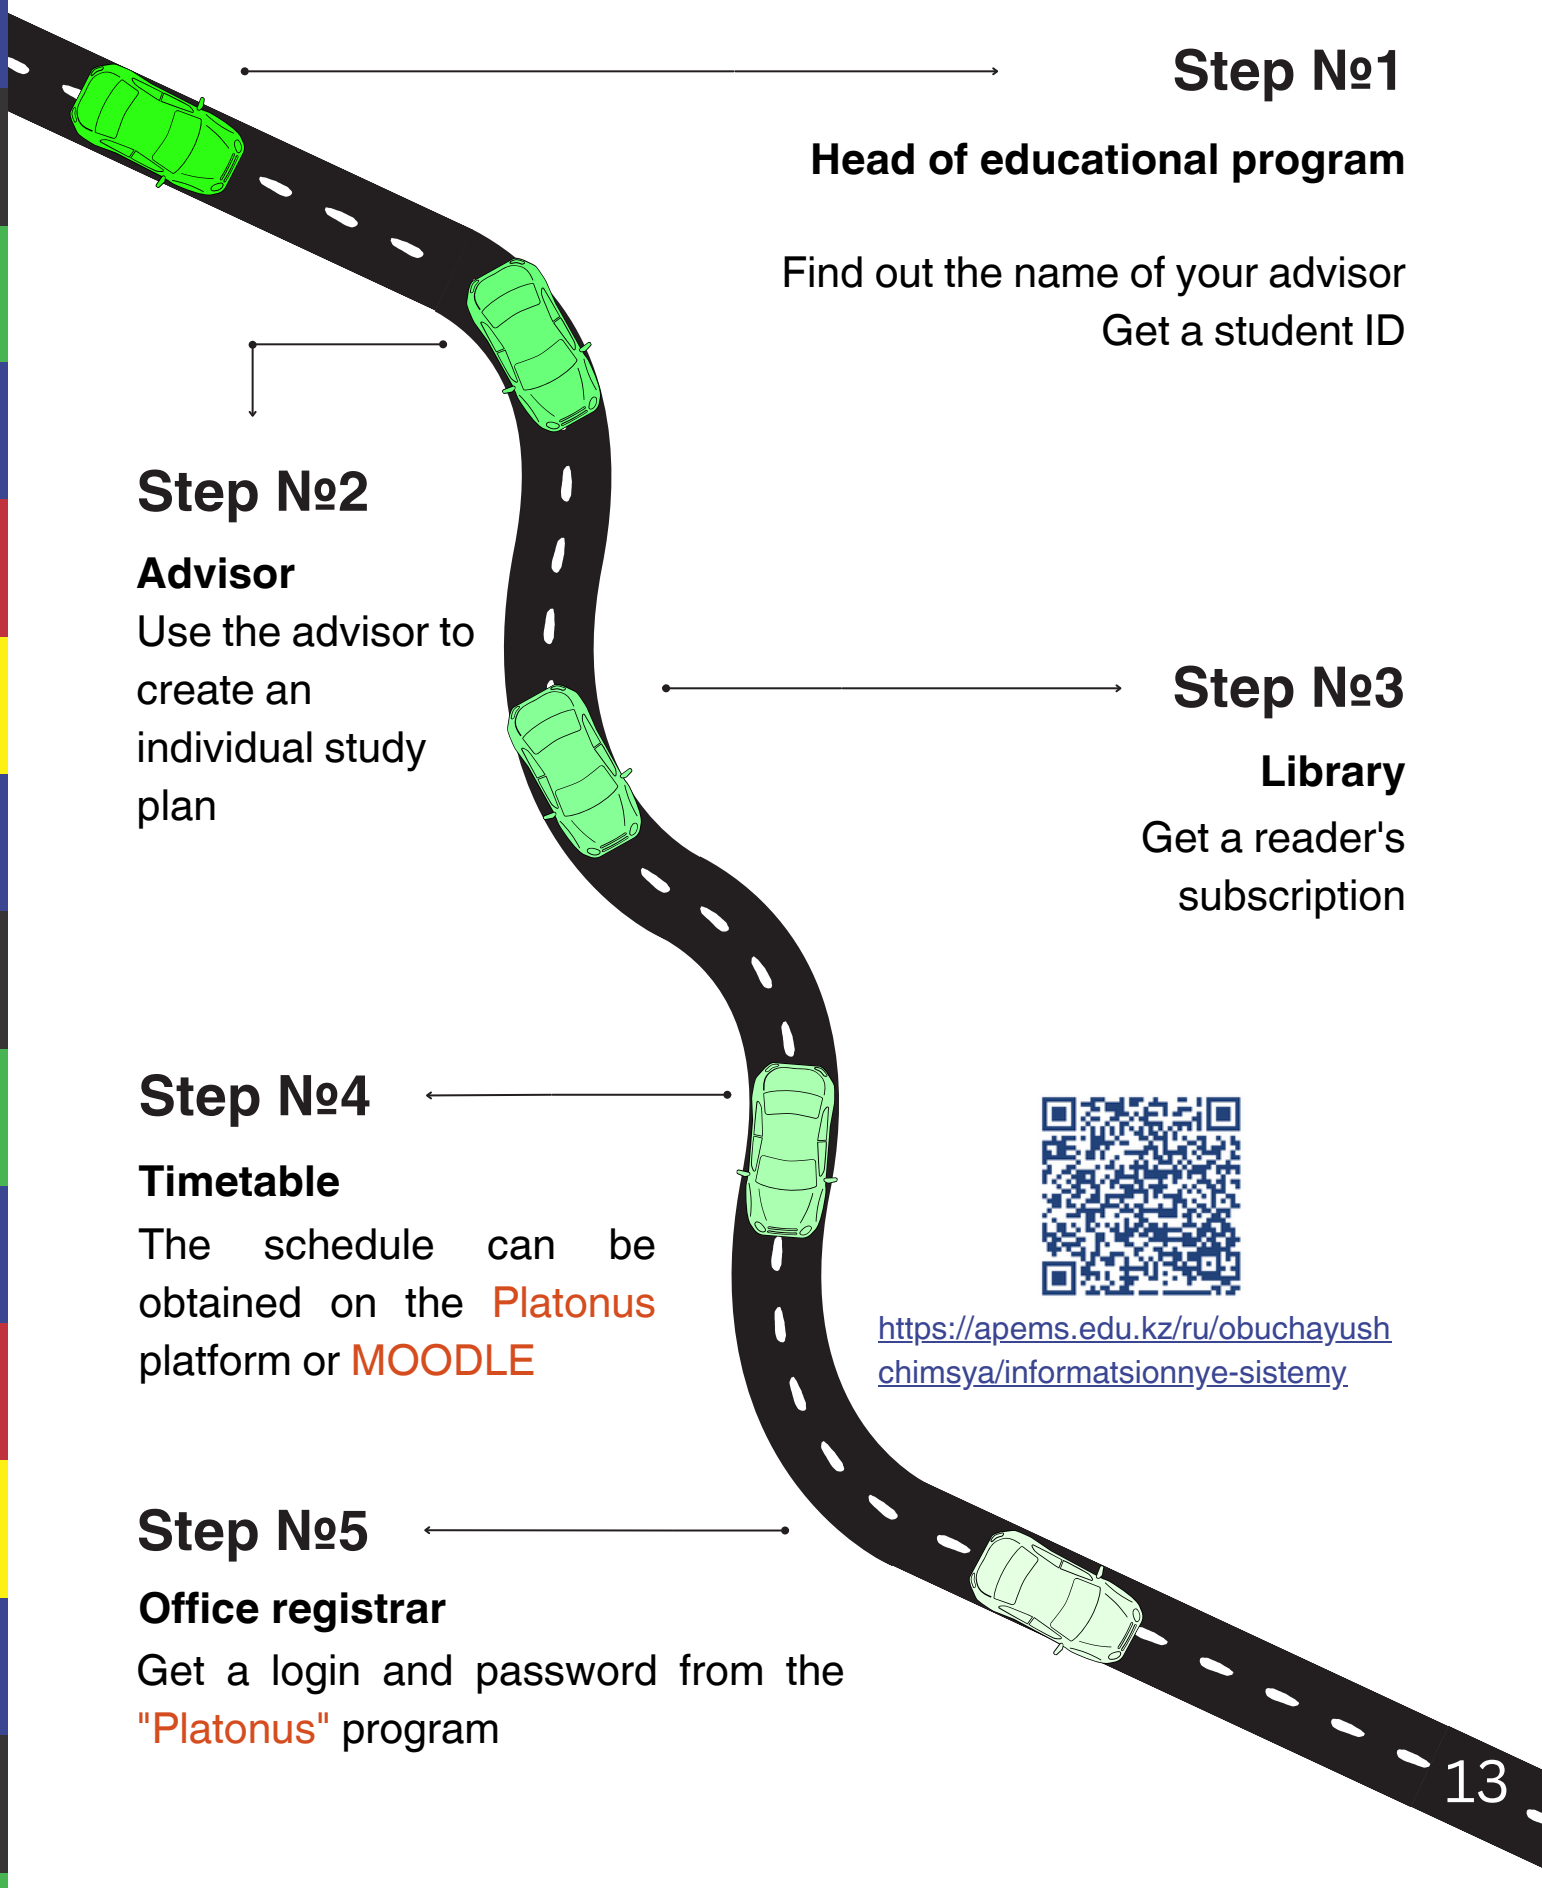 Step №1
Head of educational program
Find out the name of your advisor
Get a student ID
Step №2
Advisor
Use the advisor to
create an
individual study
plan
Step №3
Library
Get a reader's
subscription
Step №4
Timetable
The schedule can be
obtained on the Platonus
platform or MOODLE
https://apems.edu.kz/ru/obuchayush
chimsya/informatsionnye-sistemy
Step №5
Office registrar
Get a login and password from the
"Platonus" program
13